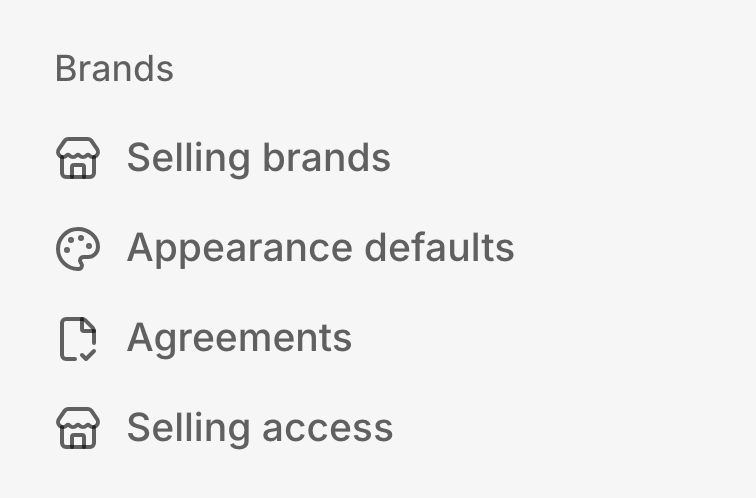 Brands
Selling brands
Appearance defaults
Agreements
Selling access